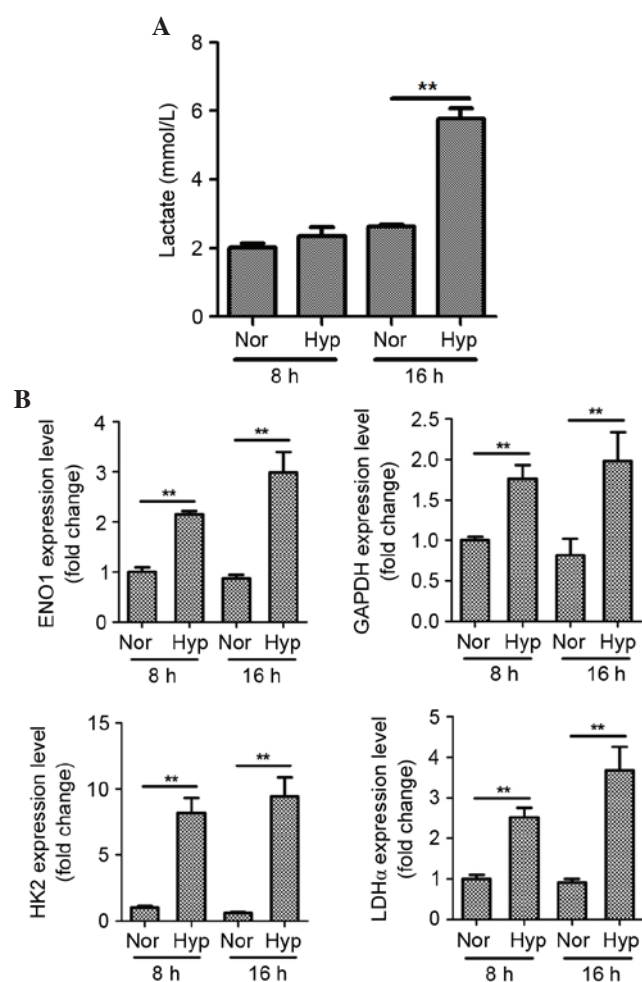 A
Lactate (mmol/L)
8
6
4
2
0
**
Nor Hyp Nor Hyp
8 h 16 h
B
ENO1 expression level
(fold change)
4
3
2
1
0
** **
Nor Hyp Nor Hyp
8 h 16 h
GAPDH expression level
(fold change)
2.5
2.0
1.5
1.0
0.5
0.0
** **
Nor Hyp Nor Hyp
8 h 16 h
HK2 expression level
(fold change)
15
10
5
0
** **
Nor Hyp Nor Hyp
8 h 16 h
LDHα expression level
(fold change)
5
4
3
2
1
0
** **
Nor Hyp Nor Hyp
8 h 16 h